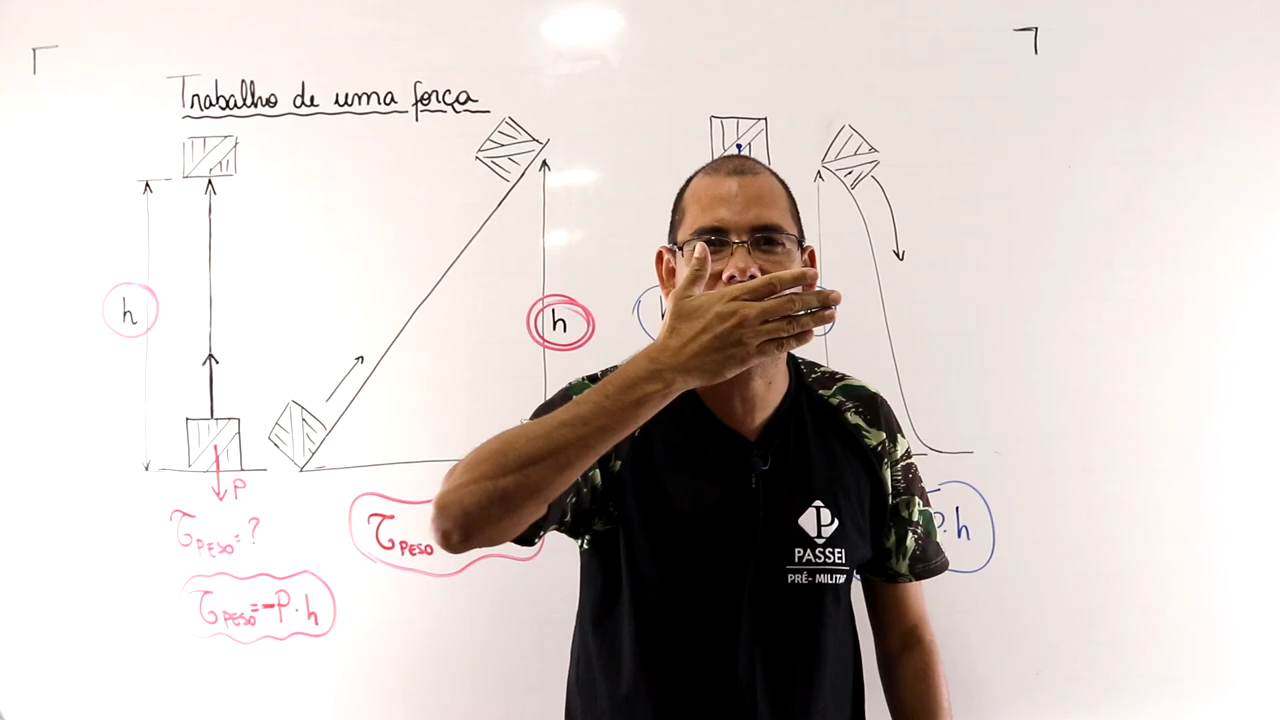 Trabalho de uma força
h
h
P
τPESO=?
τPESO
P.h
τPESO=-P.h
PASSEI
PRÉ-MILITAR